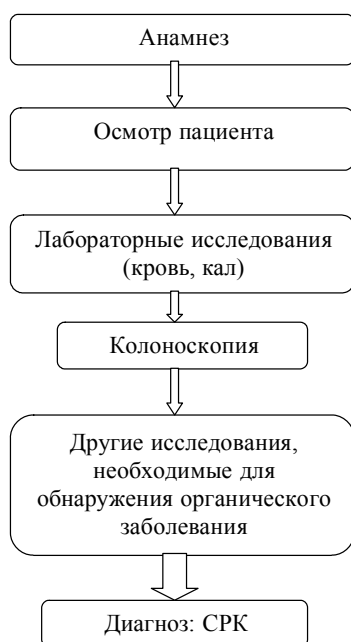 Анамнез
Осмотр пациента
Лабораторные исследования
(кровь, кал)
Колоноскопия
Другие исследования,
необходимые для
обнаружения органического
заболевания
Диагноз: СРК